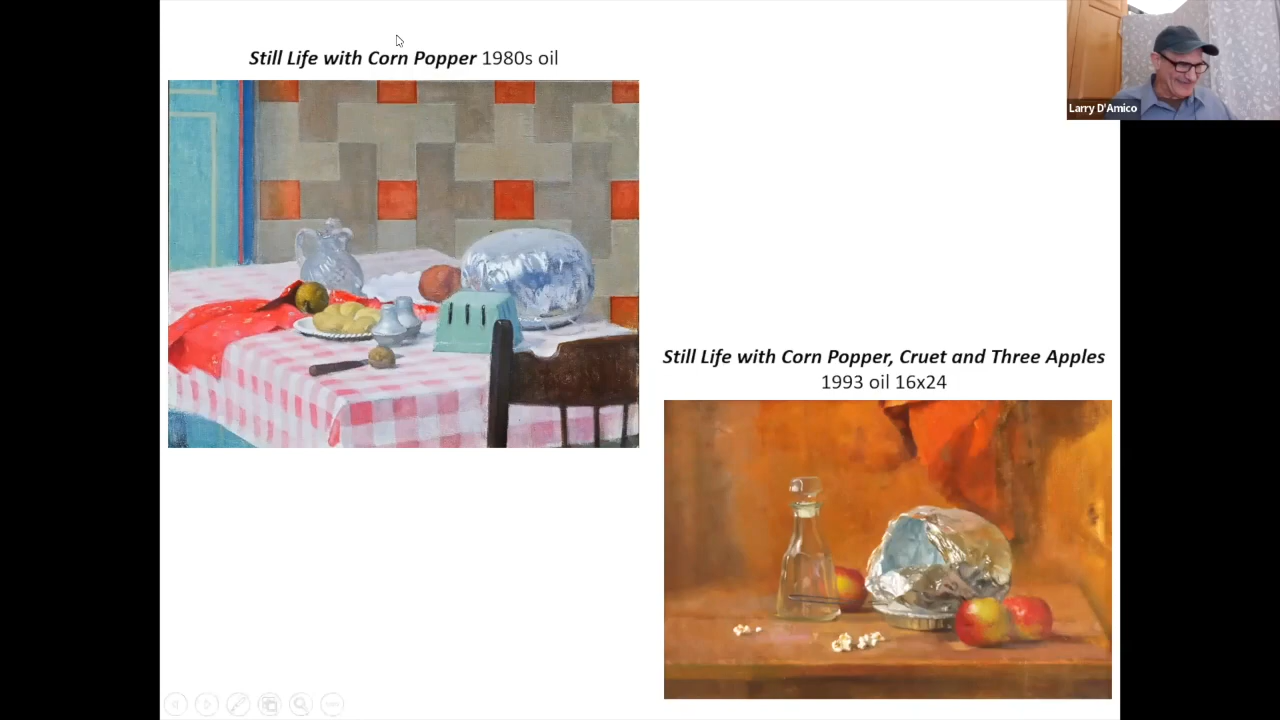 Still Life with Corn Popper 1980s oil
Larry D'Amico
Still Life with Corn Popper, Cruet and Three Apples
1993 oil 16x24